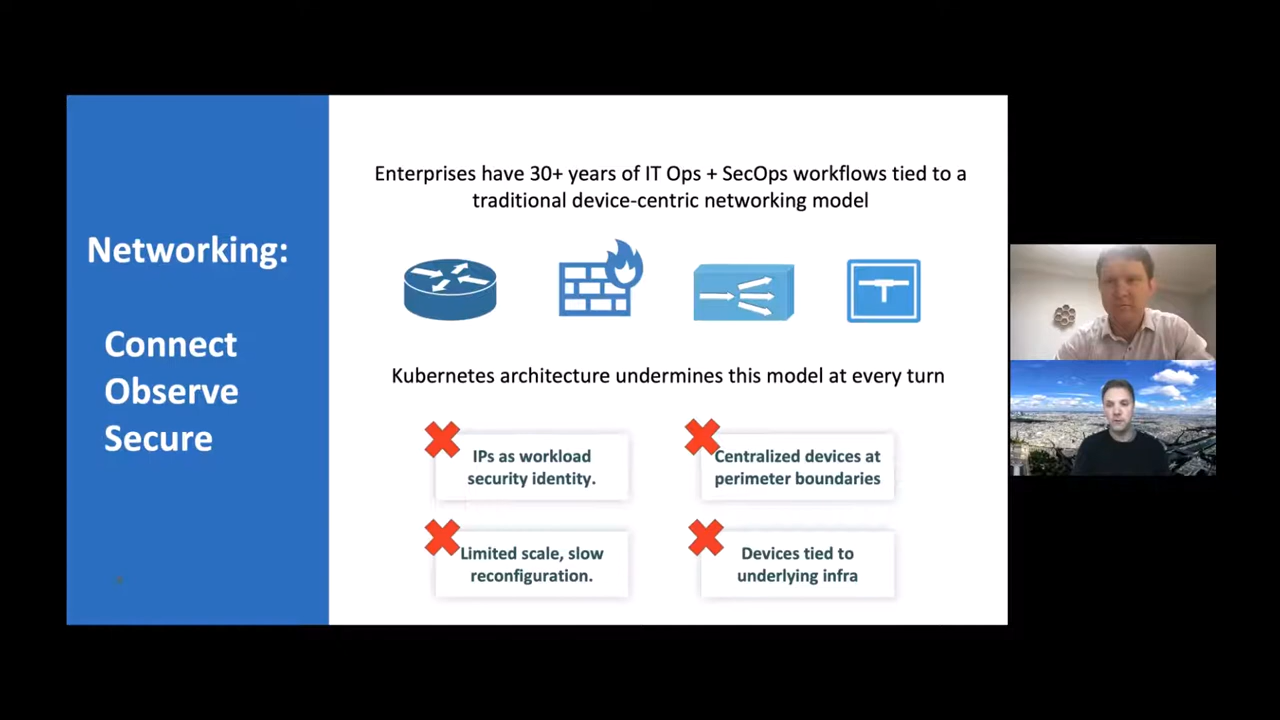 Networking:
Connect
Observe
Secure
Enterprises have 30+ years of IT Ops + SecOps workflows tied to a
traditional device-centric networking model
Kubernetes architecture undermines this model at every turn
IPs as workload
security identity.
Centralized devices at
perimeter boundaries
Limited scale, slow
reconfiguration.
Devices tied to
underlying infra